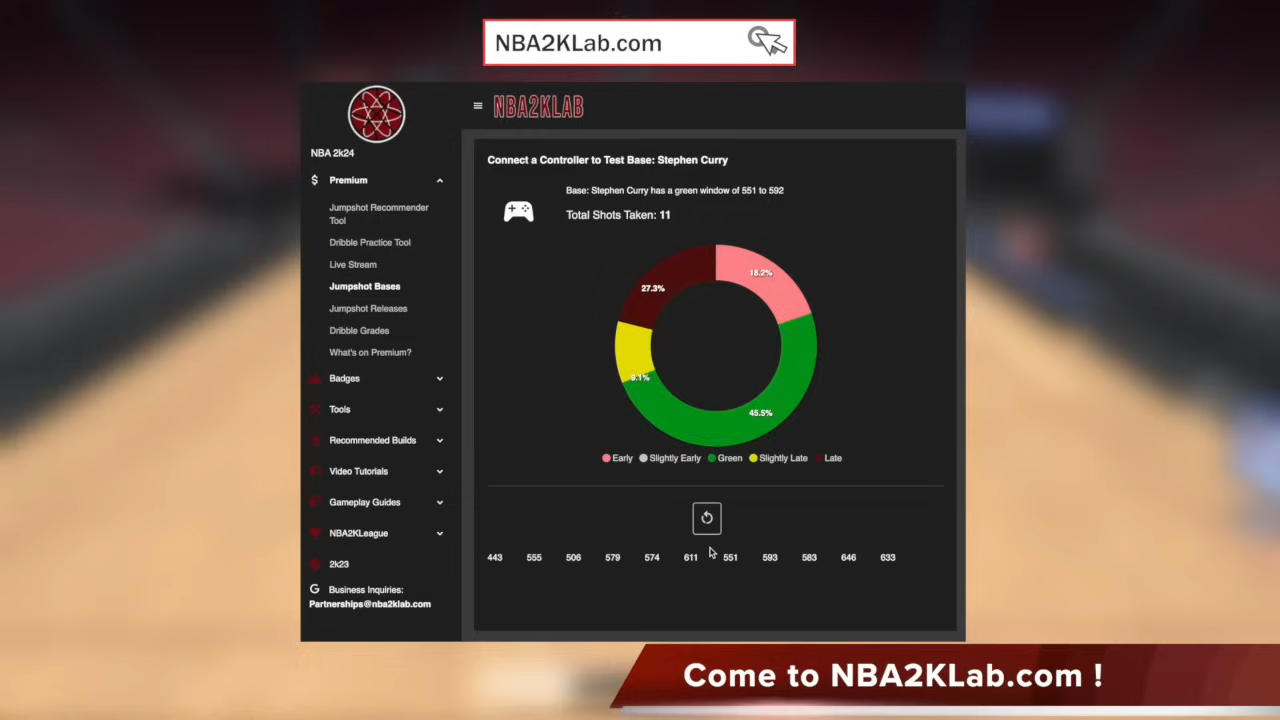 NBA2KLab.com
NBA2KLAB
NBA 2k24
Premium
Jumpshot Recommender
Tool
Dribble Practice Tool
Live Stream
Jumpshot Bases
Jumpshot Releases
Dribble Grades
What's on Premium?
Badges
Tools
Recommended Builds
Video Tutorials
Gameplay Guides
NBA2KLeague
2k23
Business Inquiries:
Partnerships@nba2klab.com
Connect a Controller to Test Base: Stephen Curry
Base: Stephen Curry has a green window of 551 to 592
Total Shots Taken: 11
18.2%
27.3%
9.1%
45.5%
Early Slightly Early Green Slightly Late Late
443 555 506 579 574 611 551 593 583 646 633
Come to NBA2KLab.com !